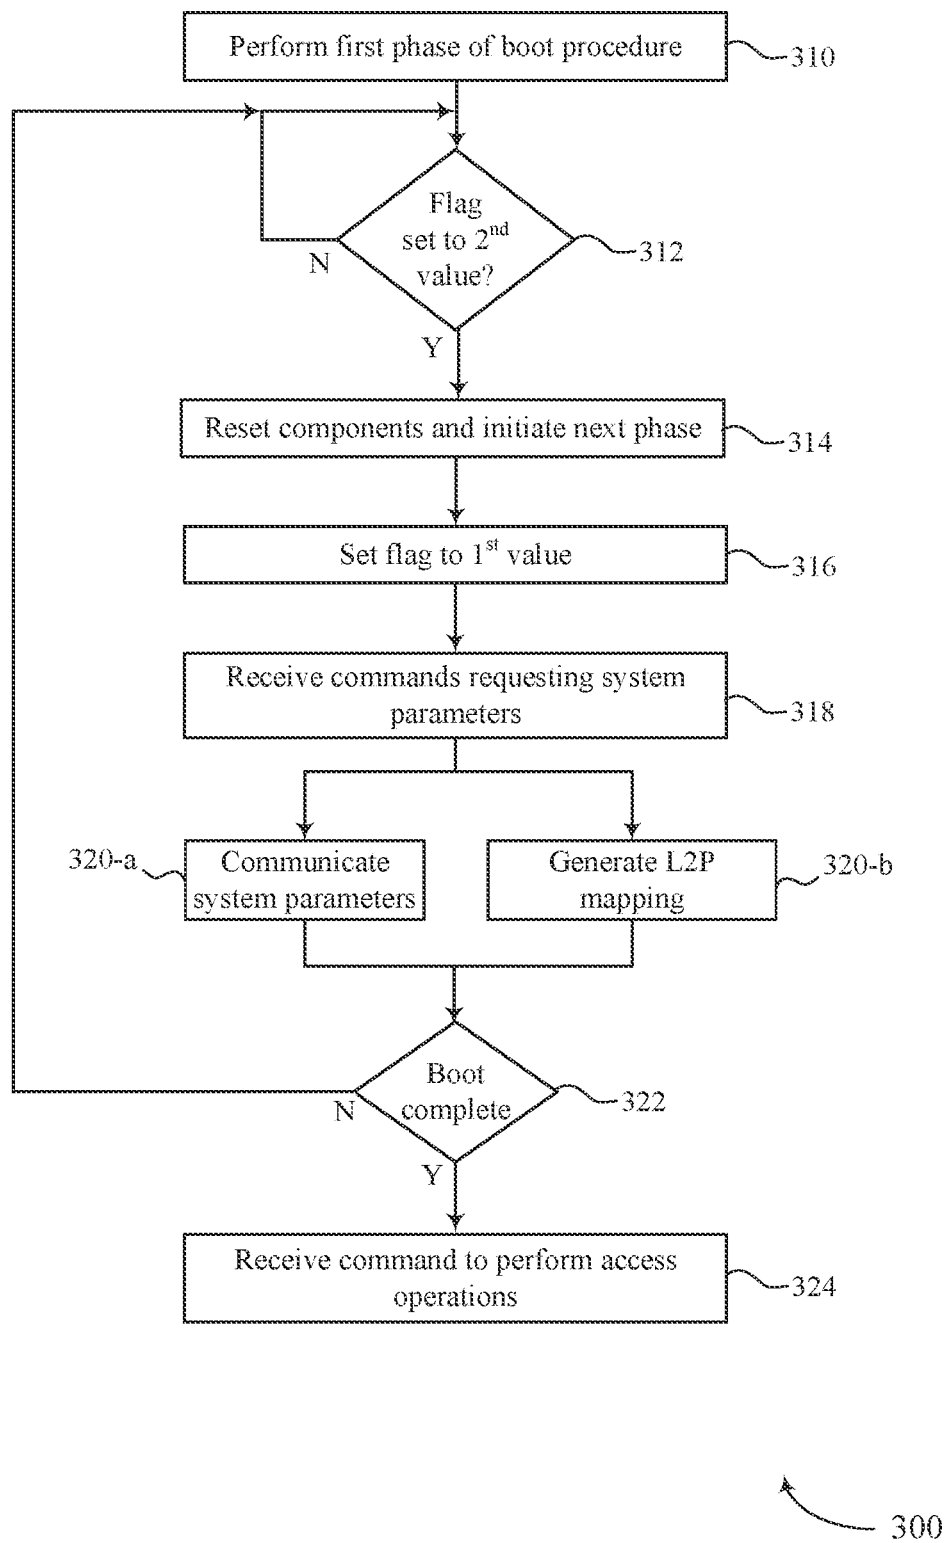 Perform first phase of boot procedure
310
Flag
set to 2nd
value?
312
N
Y
Reset components and initiate next phase
314
Set flag to 1st value
316
Receive commands requesting system
parameters
318
320-a
Communicate
system parameters
Generate L2P
mapping
320-b
Boot
complete
322
N
Y
Receive command to perform access
operations
324
300